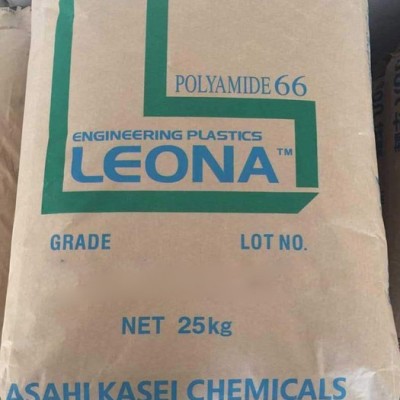 POLYAMIDE 66
ENGINEERING PLASTICS
LEONA™
GRADE LOT NO.
NET 25kg
ASAHI KASEI CHEMICALS